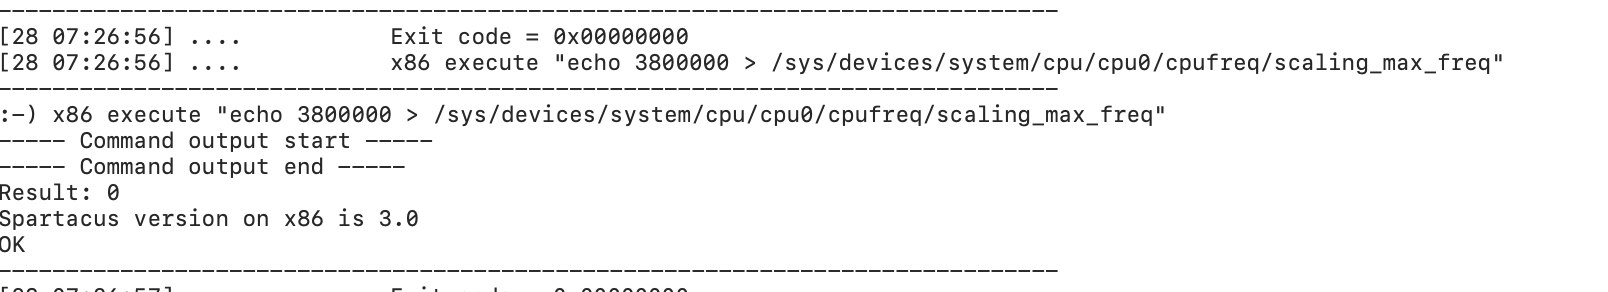 --------------------------------------------------------------------------------
[28 07:26:56] ....           Exit code = 0x00000000
[28 07:26:56] ....           x86 execute "echo 3800000 > /sys/devices/system/cpu/cpu0/cpufreq/scaling_max_freq"
--------------------------------------------------------------------------------
:-) x86 execute "echo 3800000 > /sys/devices/system/cpu/cpu0/cpufreq/scaling_max_freq"
----- Command output start -----
----- Command output end -----
Result: 0
Spartacus version on x86 is 3.0
OK
--------------------------------------------------------------------------------